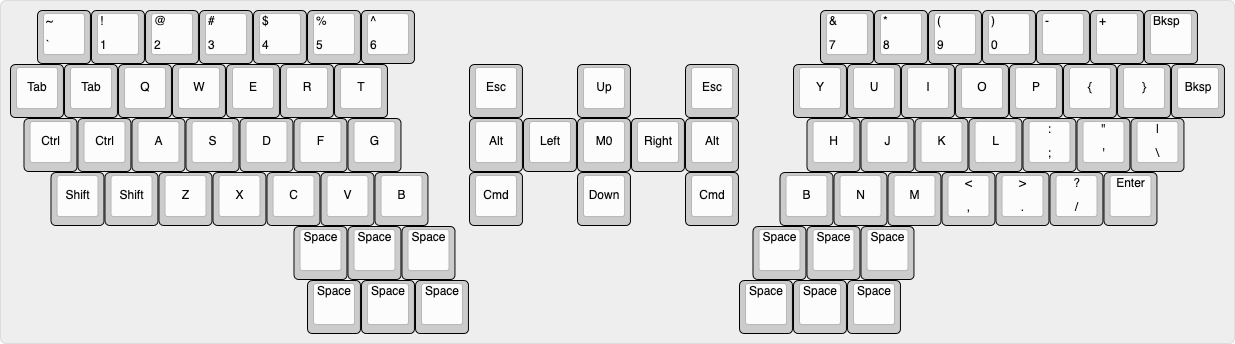 ~ ! @ # $ % ^ & * ( ) - + Bksp
` 1 2 3 4 5 6 7 8 9 0
Tab Tab Q W E R T Esc Up Esc Y U I O P { } Bksp
Ctrl Ctrl A S D F G Alt Left M0 Right Alt H J K L : " |
; ' \
Shift Shift Z X C V B Cmd Down Cmd B N M < > ? Enter
, . /
Space Space Space Space Space Space
Space Space Space Space Space Space